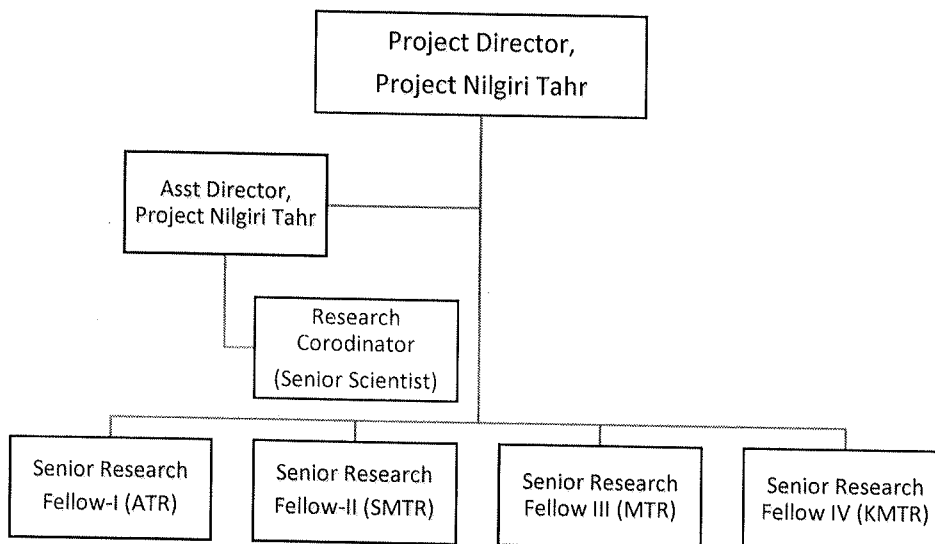 Project Director,
Project Nilgiri Tahr
Asst Director,
Project Nilgiri Tahr
Research
Corodinator
(Senior Scientist)
Senior Research
Fellow-I (ATR)
Senior Research
Fellow-II (SMTR)
Senior Research
Fellow III (MTR)
Senior Research
Fellow IV (KMTR)